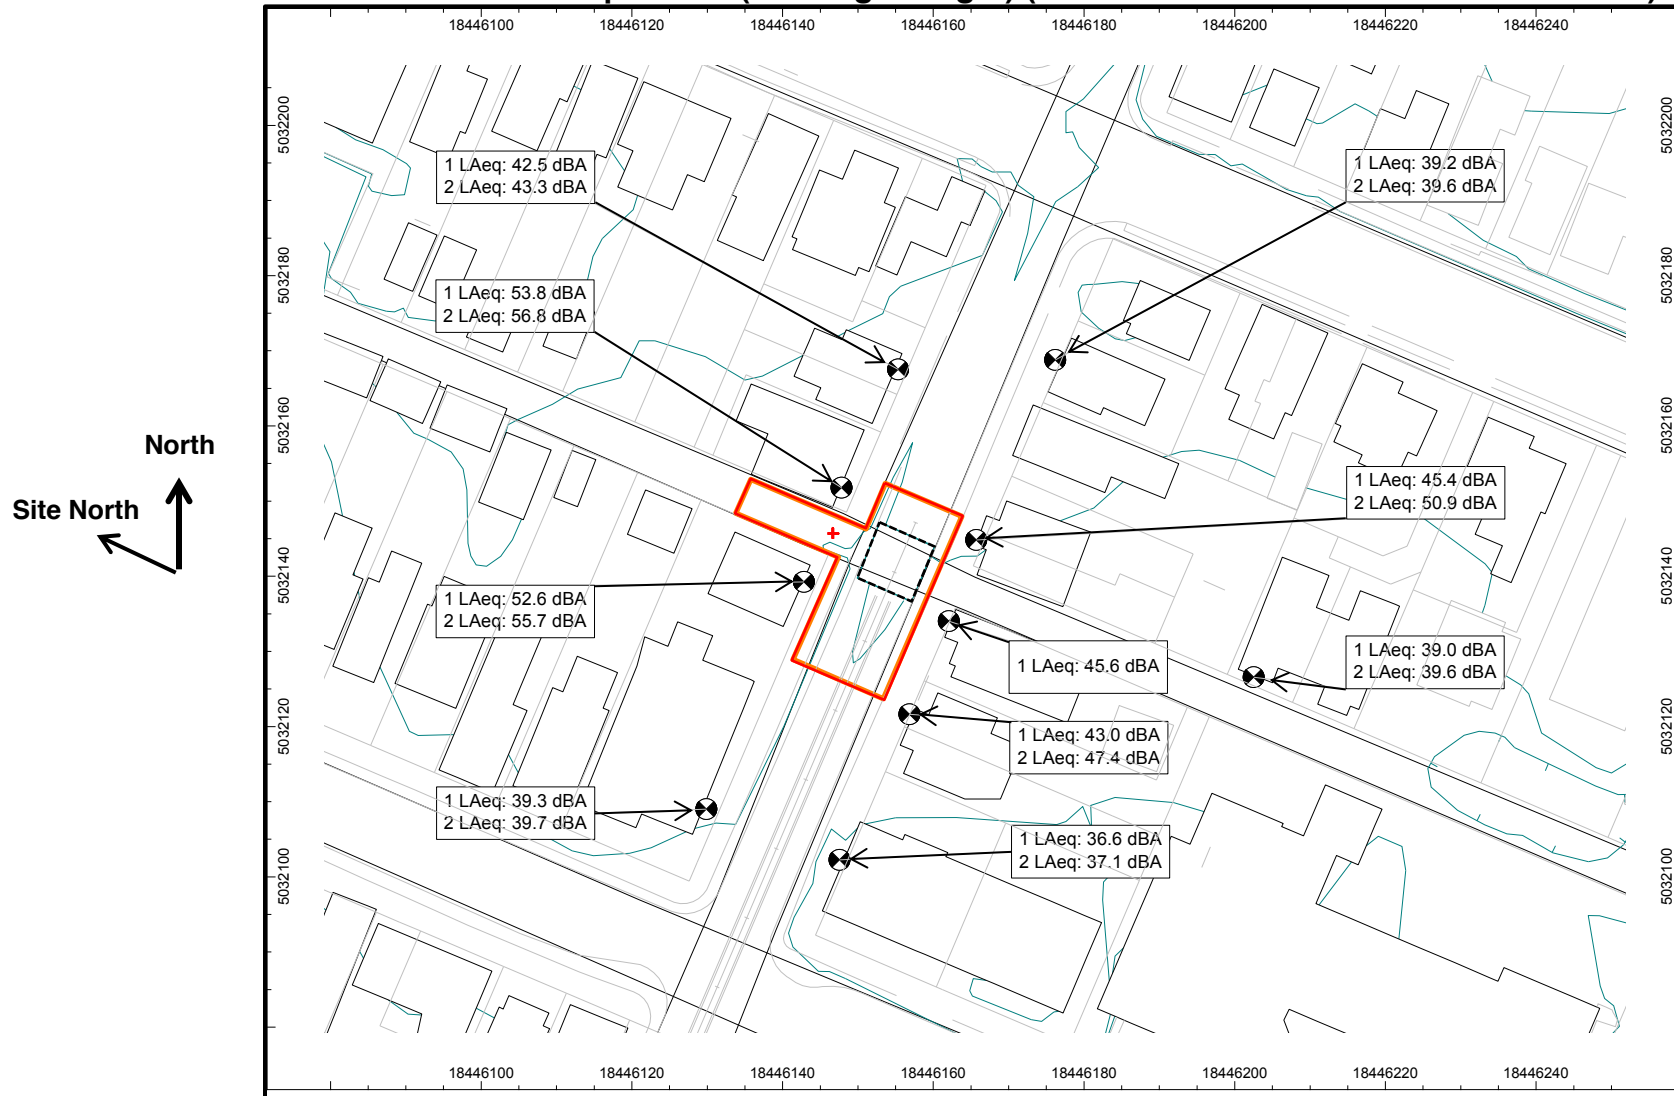 18446100 18446120 18446140 18446160 18446180 18446200 18446220 18446240
5032200
5032180
5032160
5032140
5032120
5032100
North
Site North
1 LAeq: 42.5 dBA
2 LAeq: 43.3 dBA
1 LAeq: 53.8 dBA
2 LAeq: 56.8 dBA
1 LAeq: 52.6 dBA
2 LAeq: 55.7 dBA
1 LAeq: 39.3 dBA
2 LAeq: 39.7 dBA
1 LAeq: 39.2 dBA
2 LAeq: 39.6 dBA
1 LAeq: 45.4 dBA
2 LAeq: 50.9 dBA
1 LAeq: 45.6 dBA
1 LAeq: 39.0 dBA
2 LAeq: 39.6 dBA
1 LAeq: 43.0 dBA
2 LAeq: 47.4 dBA
1 LAeq: 36.6 dBA
2 LAeq: 37.1 dBA
5032200
5032180
5032160
5032140
5032120
5032100
18446100 18446120 18446140 18446160 18446180 18446200 18446220 18446240